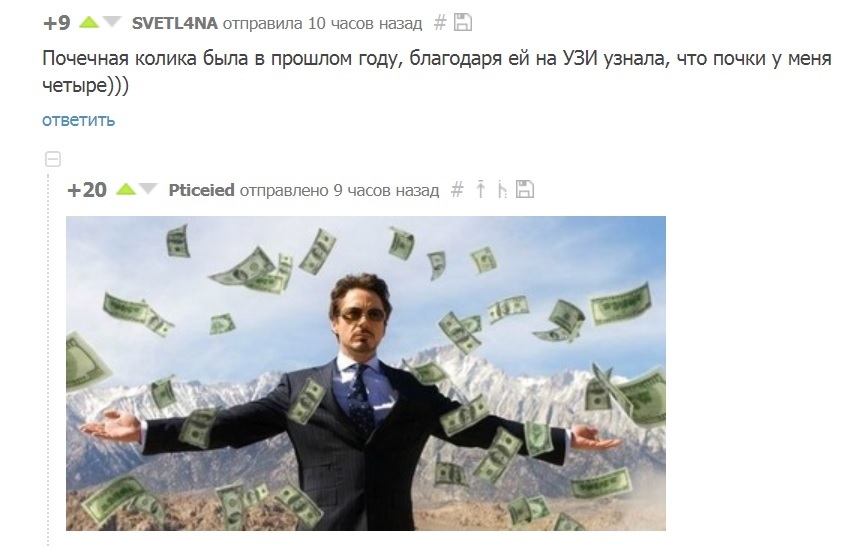 +9 SVETL4NA отправила 10 часов назад #
Почечная колика была в прошлом году, благодаря ей на УЗИ узнала, что почки у меня
четыре)))
ответить
+20 Pticeied отправлено 9 часов назад #